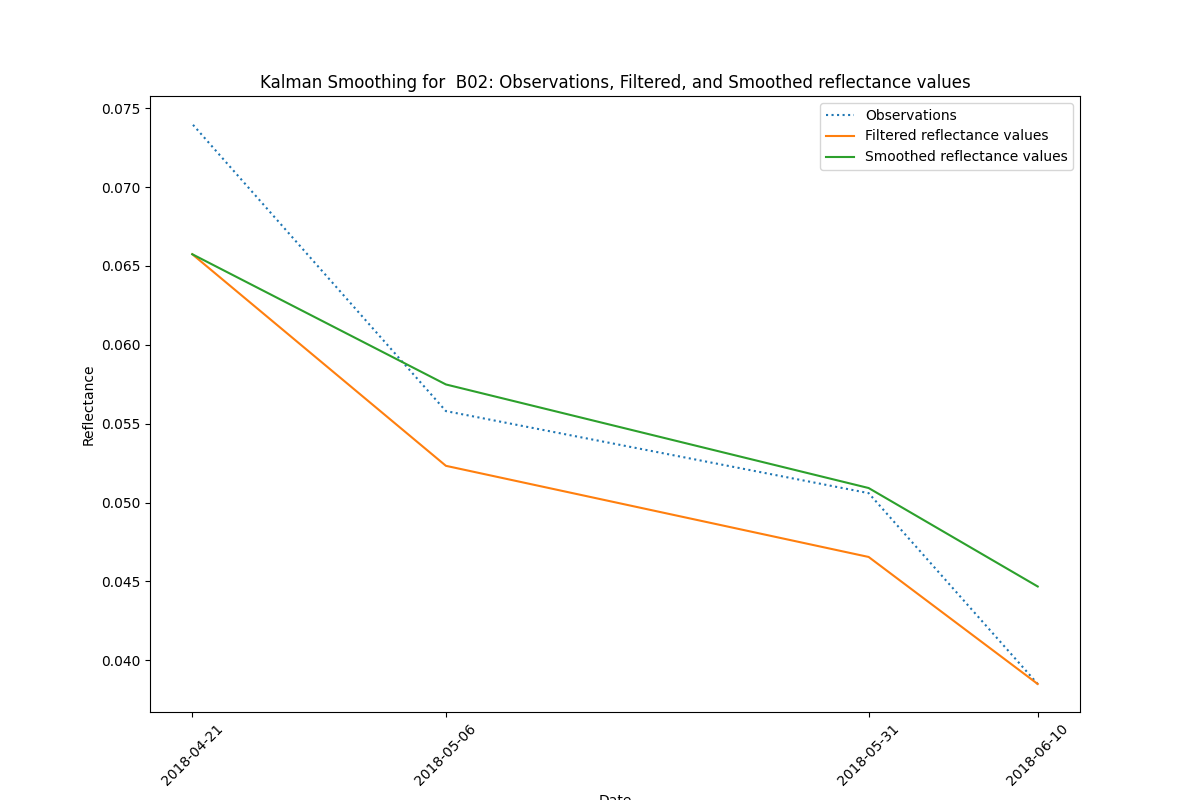 Kalman Smoothing for  B02: Observations, Filtered, and Smoothed reflectance values
Observations
Filtered reflectance values
Smoothed reflectance values
0.075
0.070
0.065
0.060
0.055
0.050
0.045
0.040
Reflectance
2018-04-21
2018-05-06
2018-05-31
2018-06-10
Date